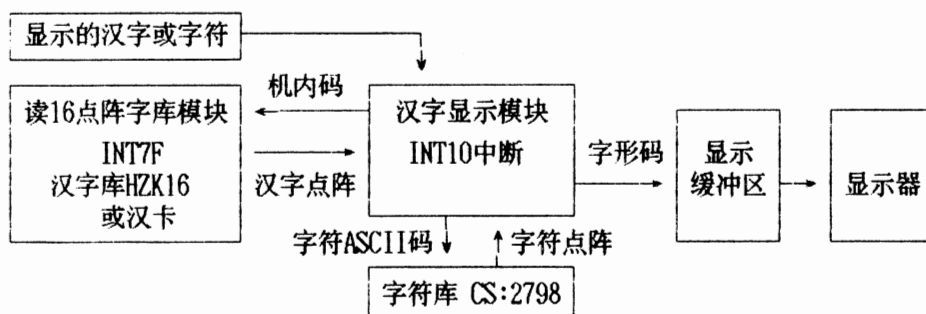 显示的汉字或字符
机内码
读16点阵字库模块
INT7F
汉字库HZK16
或汉卡
汉字点阵
汉字显示模块
INT10中断
字形码
显示
缓冲区
显示器
字符ASCII码
字符点阵
字符库 CS:2798